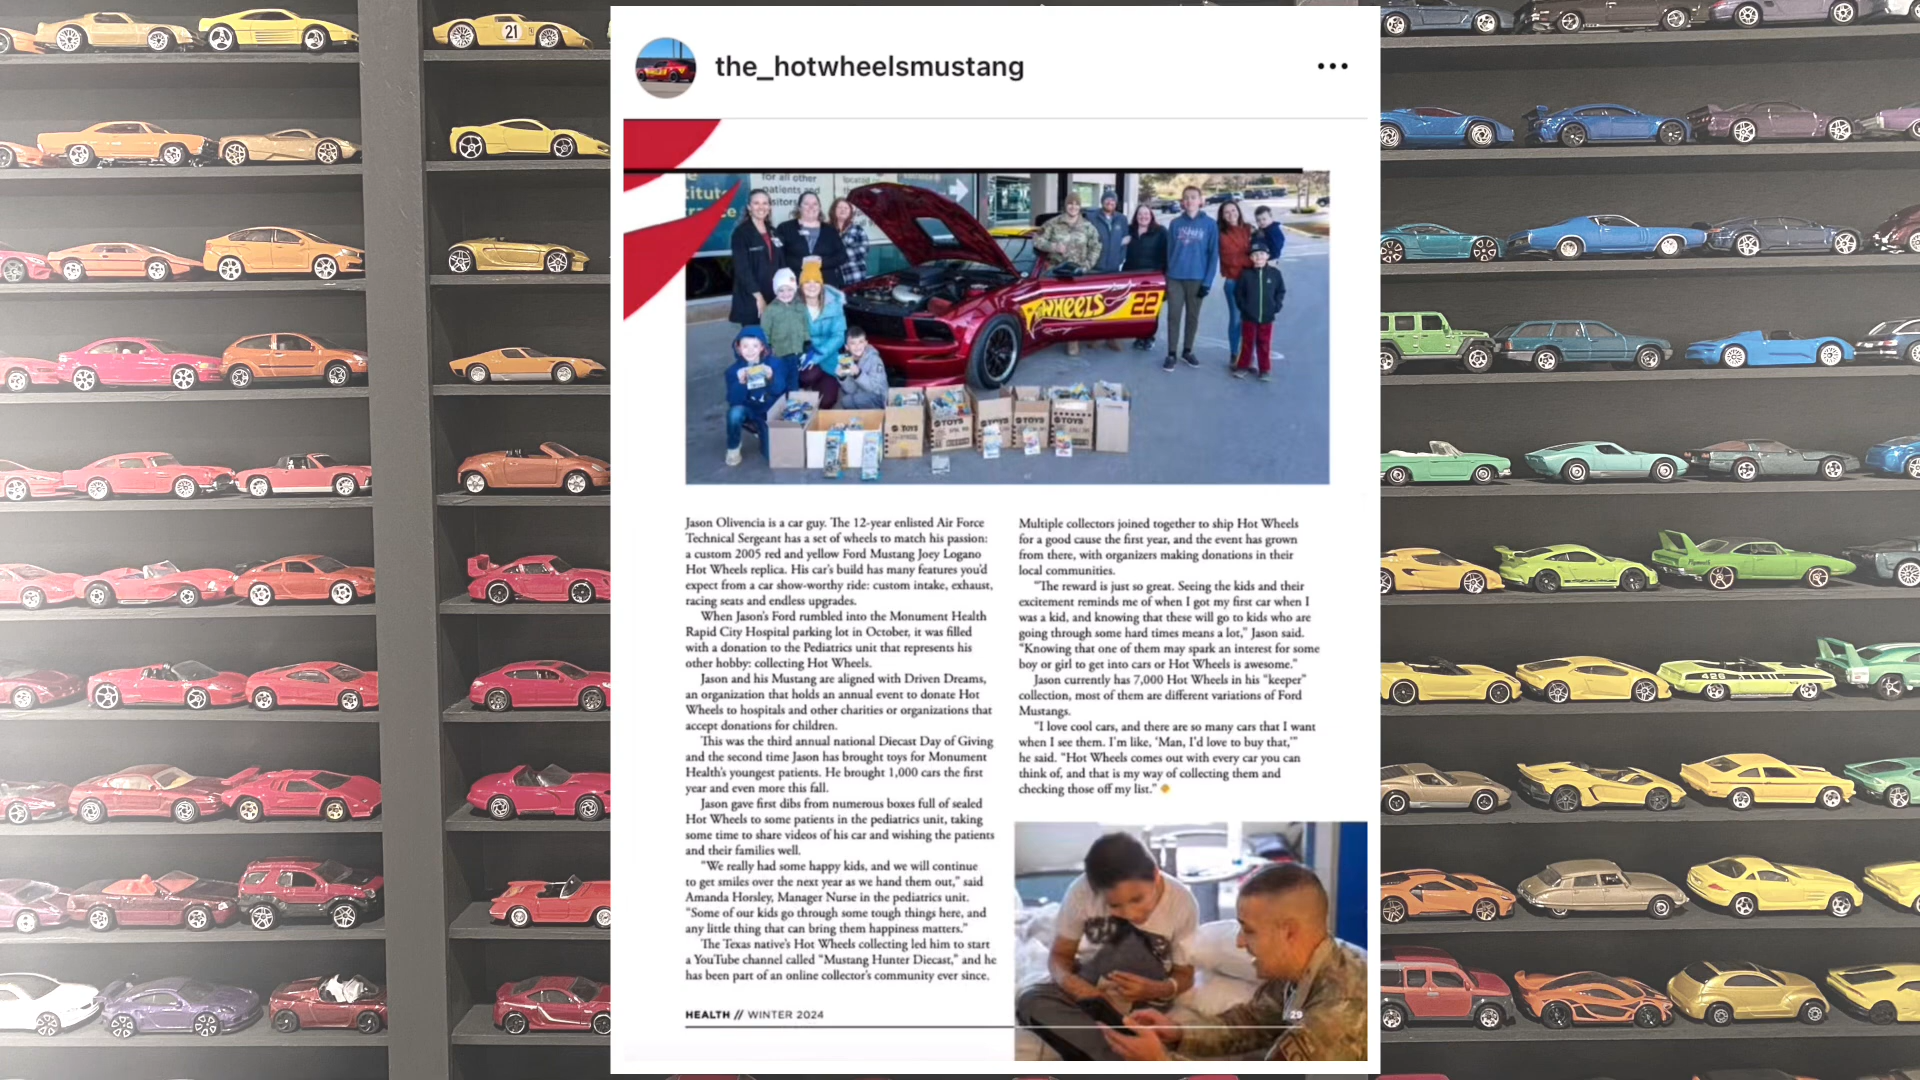 the_hotwheelsmustang
for all other
patients and
located
WHEELS 22
TOYS
TOYS
TOYS
TOYS
TOYS
Jason Olivencia is a car guy. The 12-year enlisted Air Force
Technical Sergeant has a set of wheels to match his passion:
a custom 2005 red and yellow Ford Mustang Joey Logano
Hot Wheels replica. His car's build has many features you'd
expect from a car show-worthy ride: custom intake, exhaust,
racing seats and endless upgrades.
When Jason's Ford rumbled into the Monument Health
Rapid City Hospital parking lot in October, it was filled
with a donation to the Pediatrics unit that represents his
other hobby: collecting Hot Wheels.
Jason and his Mustang are aligned with Driven Dreams,
an organization that holds an annual event to donate Hot
Wheels to hospitals and other charities or organizations that
accept donations for children.
This was the third annual national Diecast Day of Giving
and the second time Jason has brought toys for Monument
Health's youngest patients. He brought 1,000 cars the first
year and even more this fall.
Jason gave first dibs from numerous boxes full of sealed
Hot Wheels to some patients in the pediatrics unit, taking
some time to share videos of his car and wishing the patients
and their families well.
"We really had some happy kids, and we will continue
to get smiles over the next year as we hand them out," said
Amanda Horsley, Manager Nurse in the pediatrics unit.
"Some of our kids go through some tough things here, and
any little thing that can bring them happiness matters."
The Texas native's Hot Wheels collecting led him to start
a YouTube channel called "Mustang Hunter Diecast," and he
has been part of an online collector's community ever since.
Multiple collectors joined together to ship Hot Wheels
for a good cause the first year, and the event has grown
from there, with organizers making donations in their
local communities.
"The reward is just so great. Seeing the kids and their
excitement reminds me of when I got my first car when I
was a kid, and knowing that these will go to kids who are
going through some hard times means a lot," Jason said.
"Knowing that one of them may spark an interest for some
boy or girl to get into cars or Hot Wheels is awesome."
Jason currently has 7,000 Hot Wheels in his "keeper"
collection, most of them are different variations of Ford
Mustangs.
"I love cool cars, and there are so many cars that I want
when I see them. I'm like, 'Man, I'd love to buy that,'"
he said. "Hot Wheels comes out with every car you can
think of, and that is my way of collecting them and
checking those off my list."
HEALTH // WINTER 2024
29
21
426